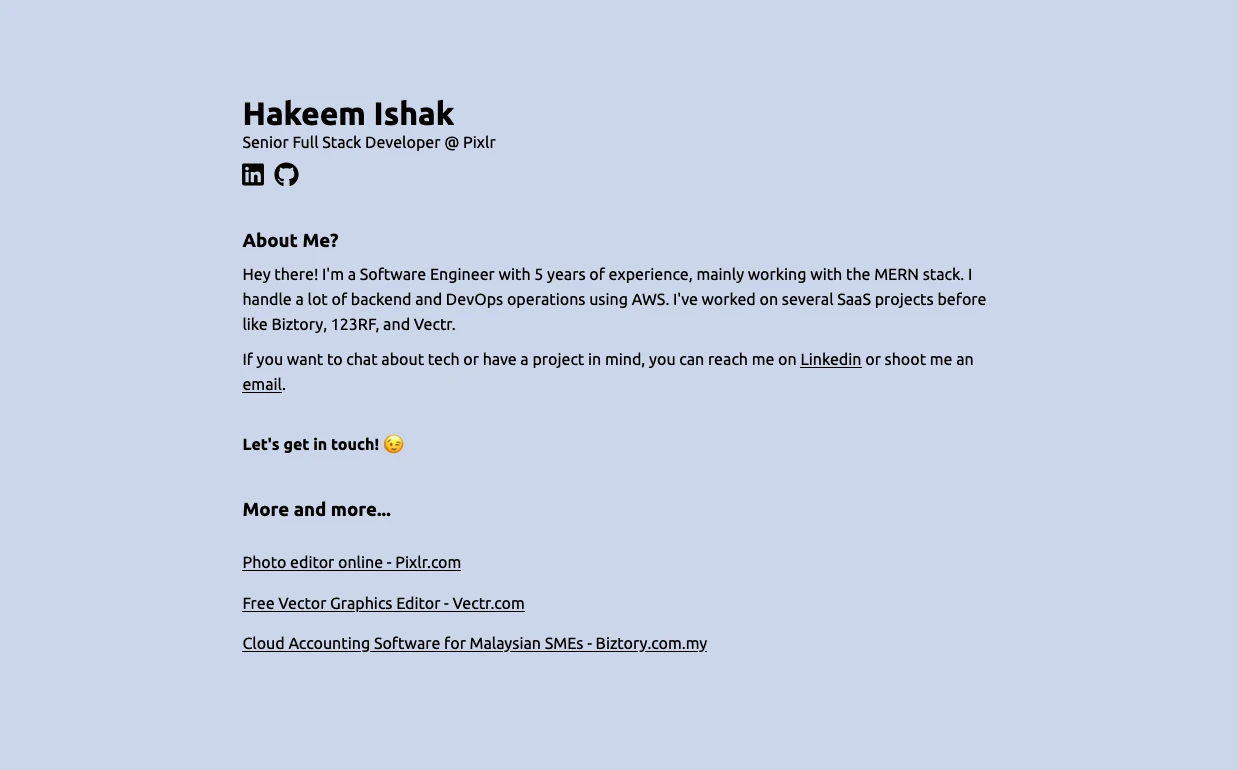 Hakeem Ishak
Senior Full Stack Developer @ Pixlr
in
About Me?
Hey there! I'm a Software Engineer with 5 years of experience, mainly working with the MERN stack. I
handle a lot of backend and DevOps operations using AWS. I've worked on several SaaS projects before
like Biztory, 123RF, and Vectr.
If you want to chat about tech or have a project in mind, you can reach me on Linkedin or shoot me an
email.
Let's get in touch! 😉
More and more...
Photo editor online - Pixlr.com
Free Vector Graphics Editor - Vectr.com
Cloud Accounting Software for Malaysian SMEs - Biztory.com.my